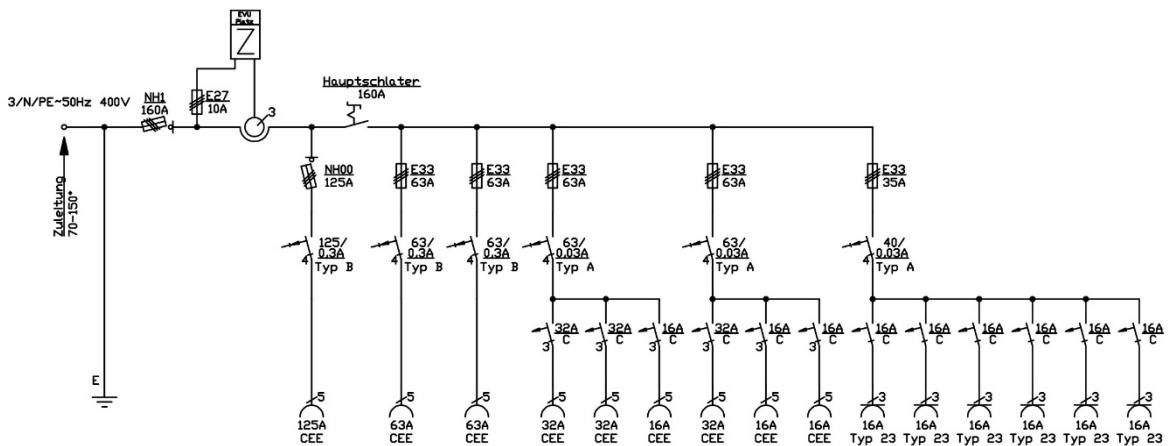 EVU
Platz
Z
Hauptschlater
160A
3/N/PE~50Hz 400V
NH1
160A
E27
10A
3
Zuleitung
70-150°
NH00
125A
E33
63A
E33
63A
E33
63A
E33
63A
E33
35A
125/
0.3A
4
Typ B
63/
0.3A
4
Typ B
63/
0.3A
4
Typ B
63/
0.03A
4
Typ A
63/
0.03A
4
Typ A
40/
0.03A
4
Typ A
32A
C
3
32A
C
3
16A
C
3
32A
C
3
16A
C
3
16A
C
3
16A
C
16A
C
16A
C
16A
C
16A
C
16A
C
E
5
125A
CEE
5
63A
CEE
5
63A
CEE
5
32A
CEE
5
32A
CEE
5
16A
CEE
5
32A
CEE
5
16A
CEE
5
16A
CEE
3
16A
Typ 23
3
16A
Typ 23
3
16A
Typ 23
3
16A
Typ 23
3
16A
Typ 23
3
16A
Typ 23